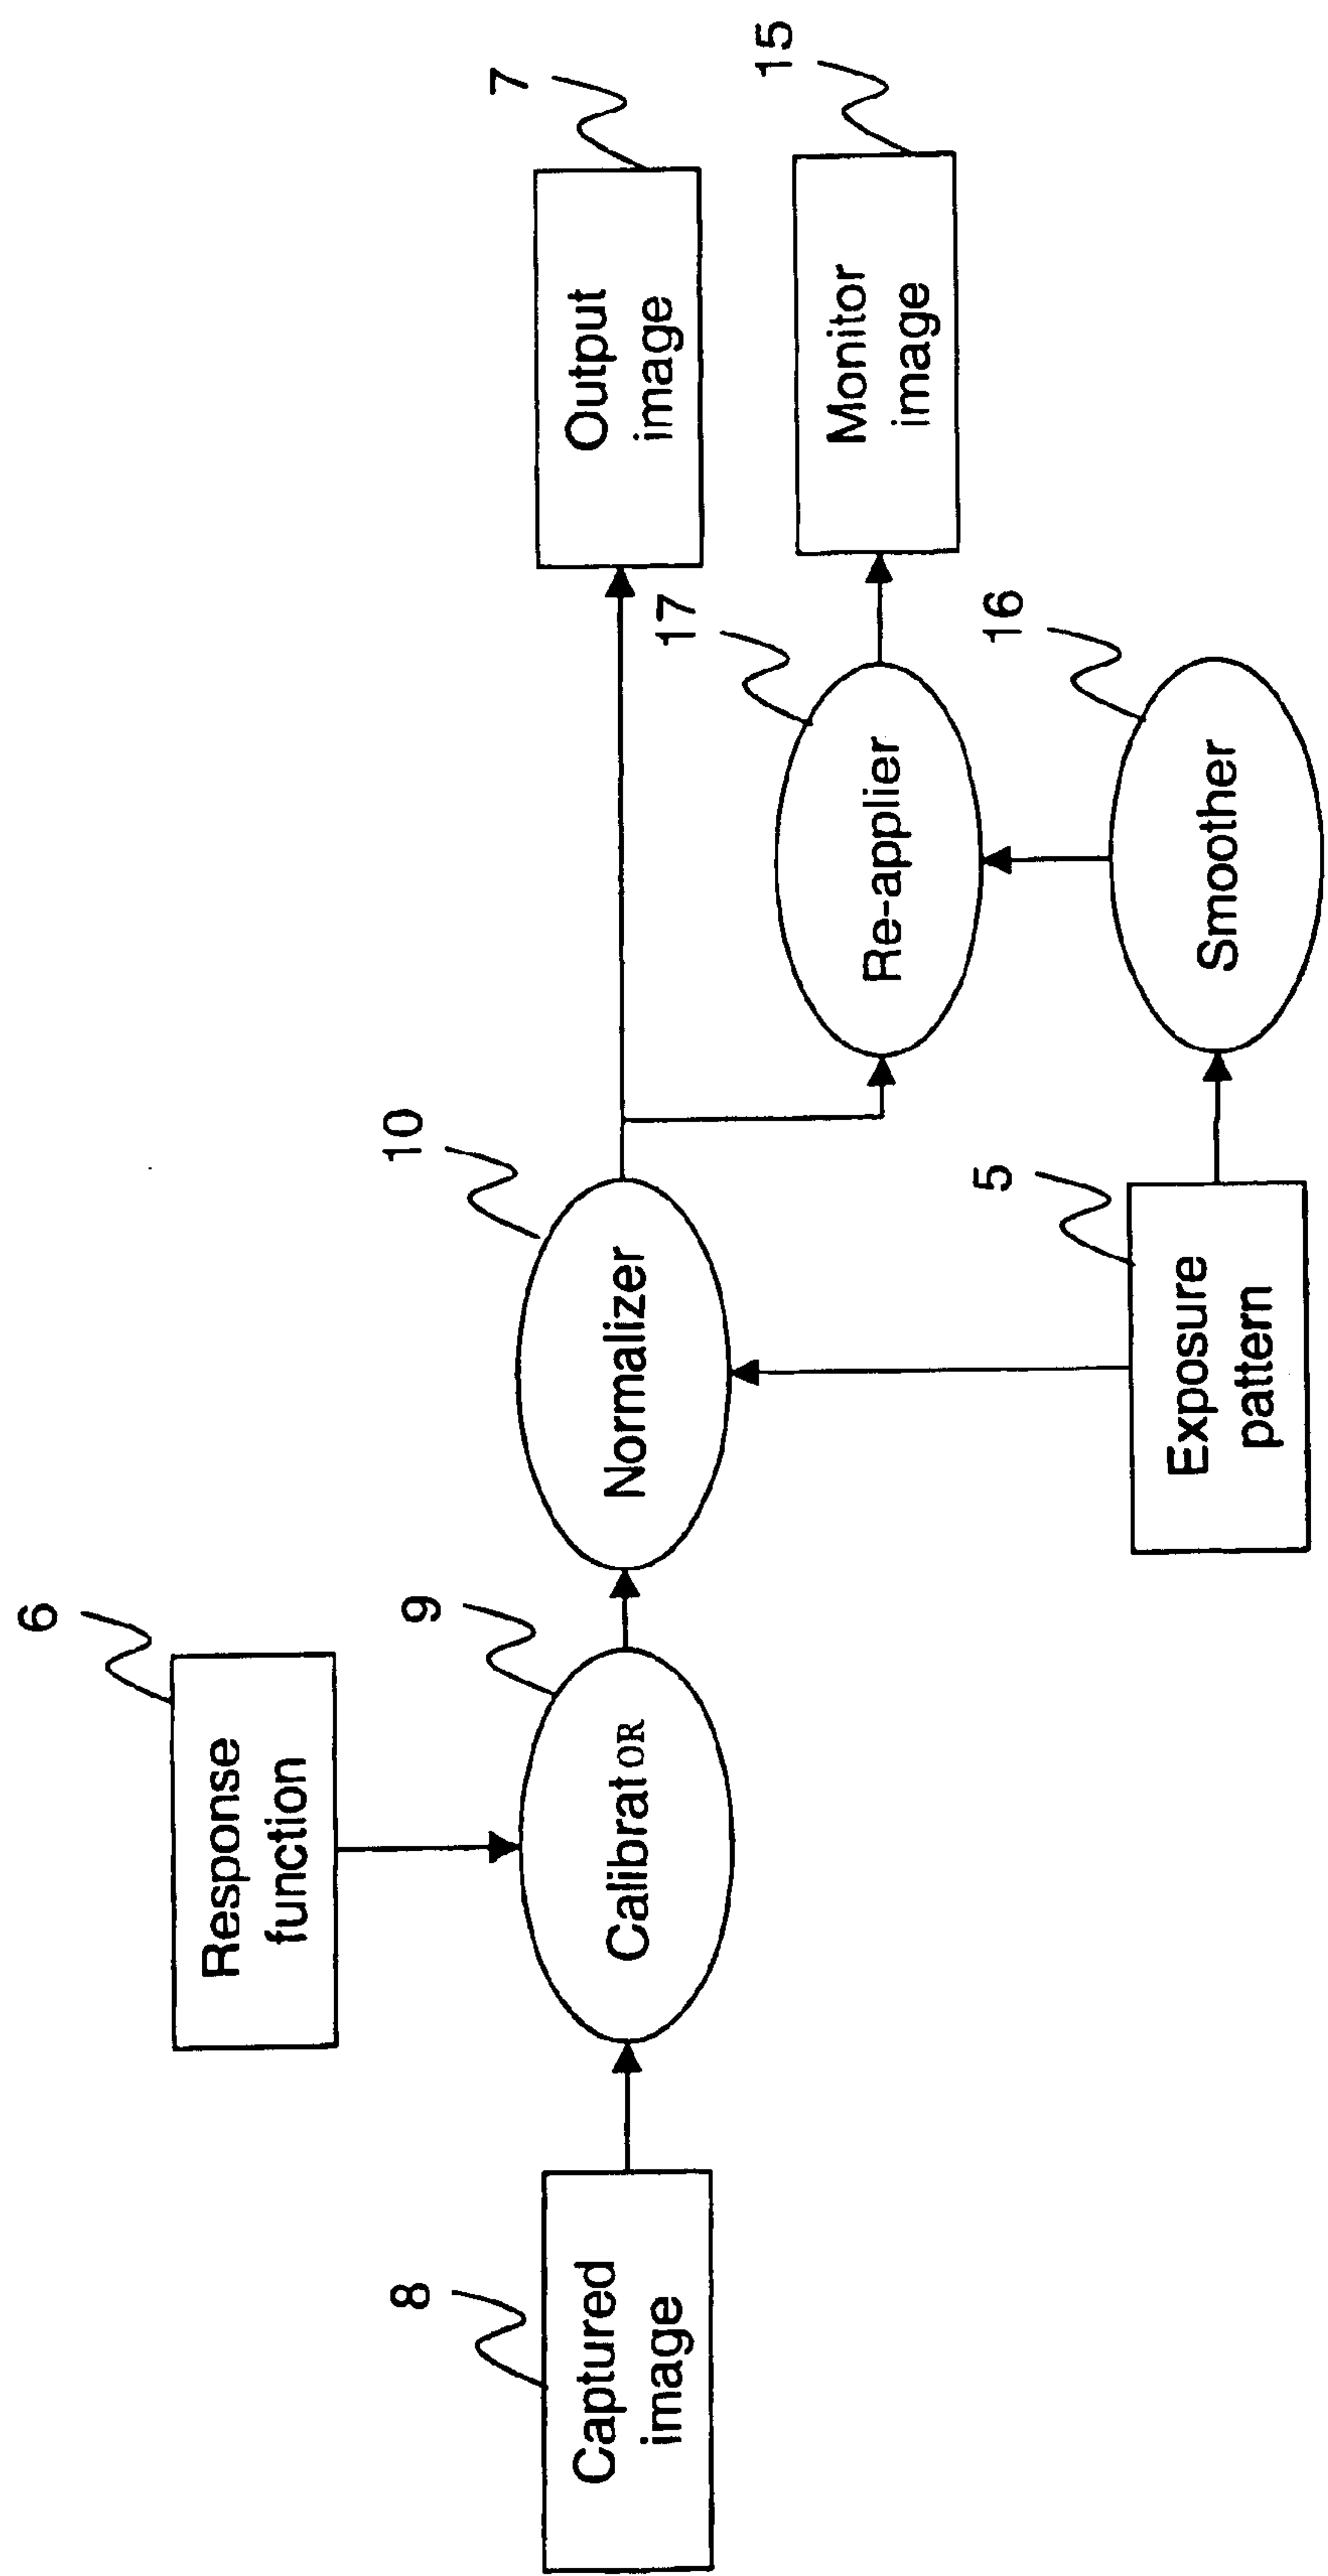 6
Response
function
8
Captured
image
9
CalibratOR
10
Normalizer
7
Output
image
17
Re-applier
15
Monitor
image
5
Exposure
pattern
16
Smoother